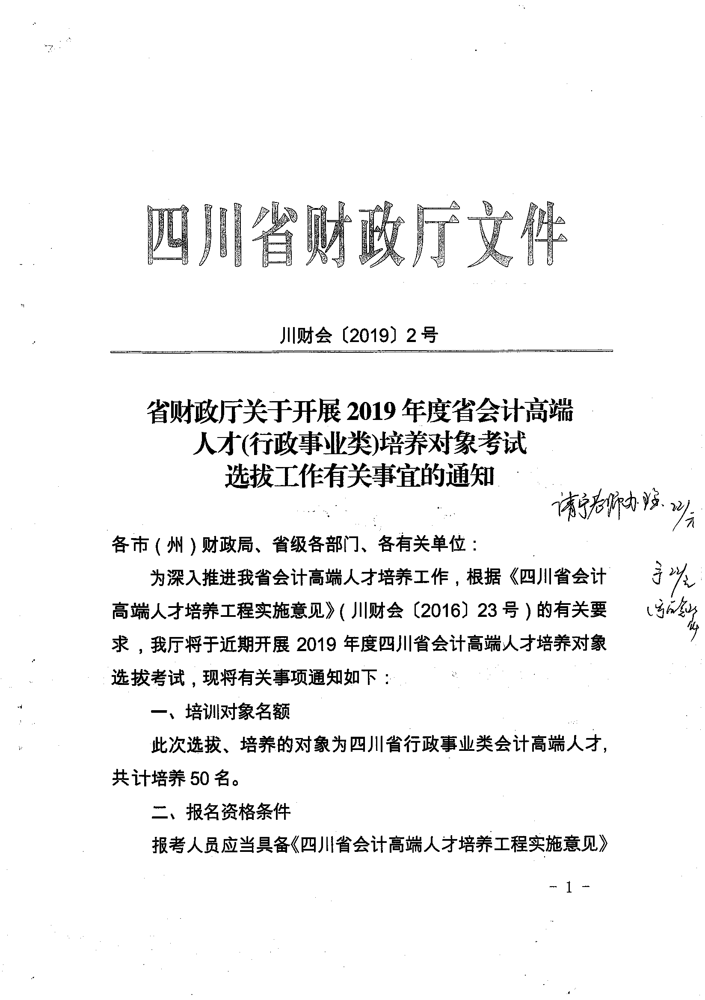 四川省财政厅文件
川财会〔2019〕2号
省财政厅关于开展2019年度省会计高端
人才(行政事业类)培养对象考试
选拔工作有关事宜的通知
请宁老师办
各市(州)财政局、省级各部门、各有关单位:
为深入推进我省会计高端人才培养工作,根据《四川省会计
高端人才培养工程实施意见》(川财会〔2016〕23号)的有关要
求,我厅将于近期开展2019年度四川省会计高端人才培养对象
选拔考试,现将有关事项通知如下:
一、培训对象名额
此次选拔、培养的对象为四川省行政事业类会计高端人才,
共计培养50名。
二、报名资格条件
报考人员应当具备《四川省会计高端人才培养工程实施意见》
- 1 -